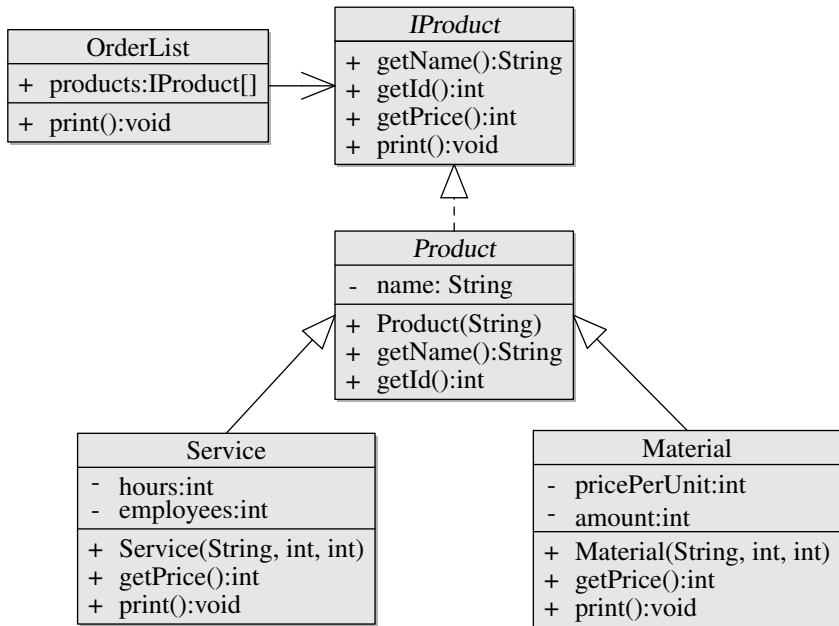 OrderList
+ products:IProduct[]
+ print():void
IProduct
+ getName():String
+ getId():int
+ getPrice():int
+ print():void
Product
- name: String
+ Product(String)
+ getName():String
+ getId():int
Service
- hours:int
- employees:int
+ Service(String, int, int)
+ getPrice():int
+ print():void
Material
- pricePerUnit:int
- amount:int
+ Material(String, int, int)
+ getPrice():int
+ print():void